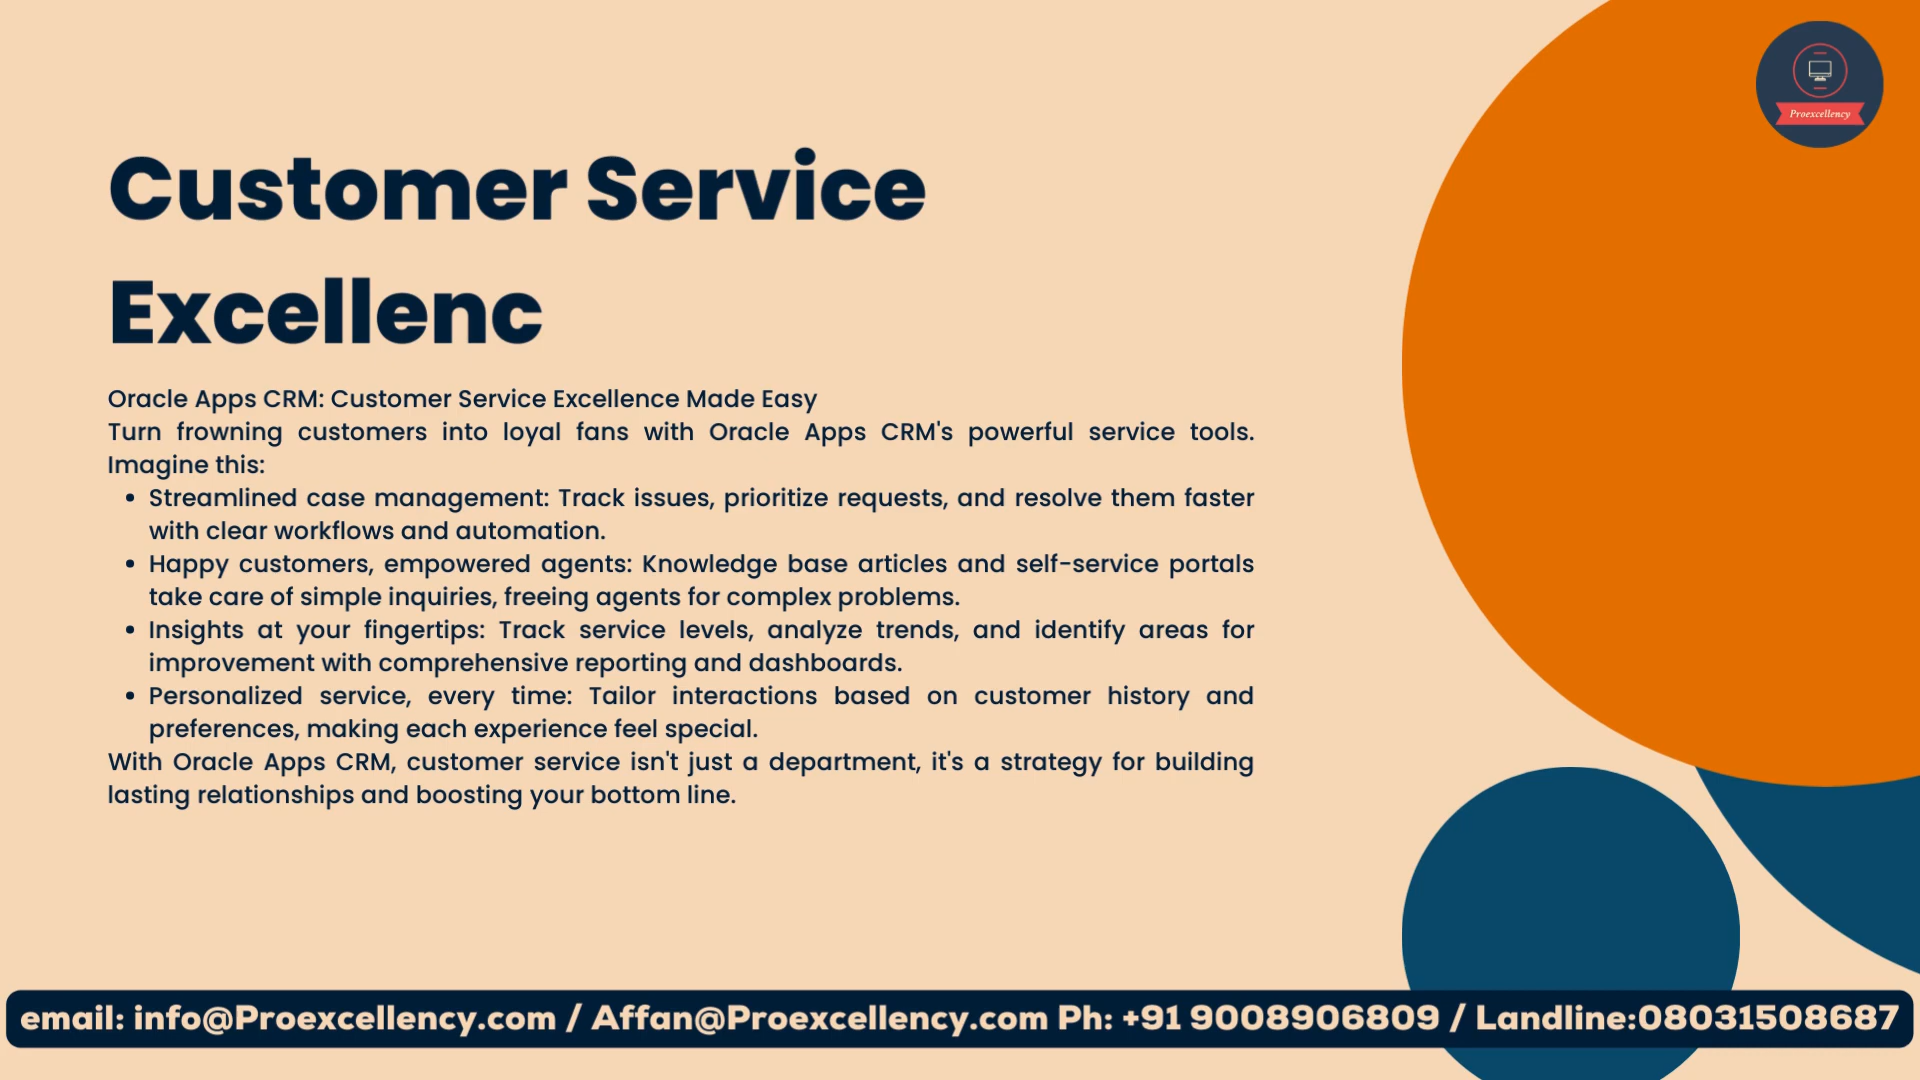 Proexcellency
Customer Service
Excellenc
Oracle Apps CRM: Customer Service Excellence Made Easy
Turn frowning customers into loyal fans with Oracle Apps CRM's powerful service tools.
Imagine this:
• Streamlined case management: Track issues, prioritize requests, and resolve them faster
with clear workflows and automation.
• Happy customers, empowered agents: Knowledge base articles and self-service portals
take care of simple inquiries, freeing agents for complex problems.
• Insights at your fingertips: Track service levels, analyze trends, and identify areas for
improvement with comprehensive reporting and dashboards.
• Personalized service, every time: Tailor interactions based on customer history and
preferences, making each experience feel special.
With Oracle Apps CRM, customer service isn't just a department, it's a strategy for building
lasting relationships and boosting your bottom line.
email: info@Proexcellency.com / Affan@Proexcellency.com Ph: +91 9008906809 / Landline:08031508687